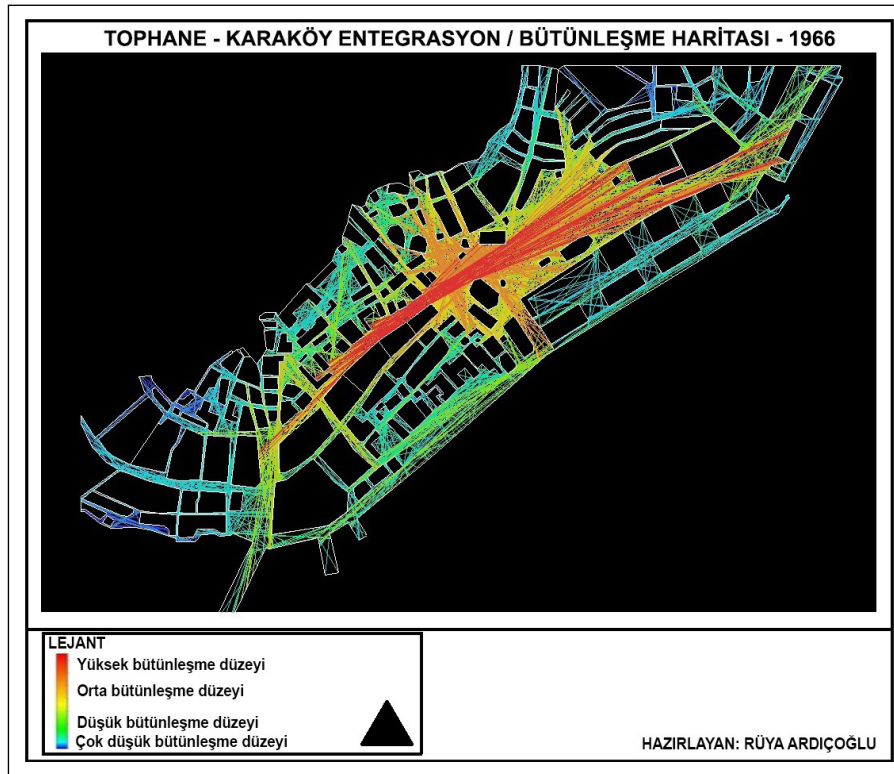 TOPHANE - KARAKÖY ENTEGRASYON / BÜTÜNLEŞME HARİTASI - 1966
LEJANT
Yüksek bütünleşme düzeyi
Orta bütünleşme düzeyi
Düşük bütünleşme düzeyi
Çok düşük bütünleşme düzeyi
HAZIRLAYAN: RÜYA ARDIÇOĞLU